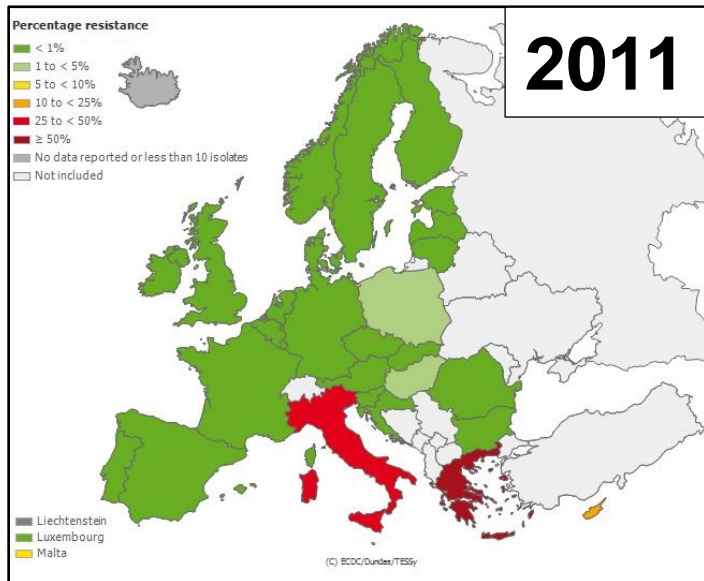 Percentage resistance
< 1%
1 to < 5%
5 to < 10%
10 to < 25%
25 to < 50%
≥ 50%
No data reported or less than 10 isolates
Not included
2011
Liechtenstein
Luxembourg
Malta
(C) ECDC/Dundas/TESSy